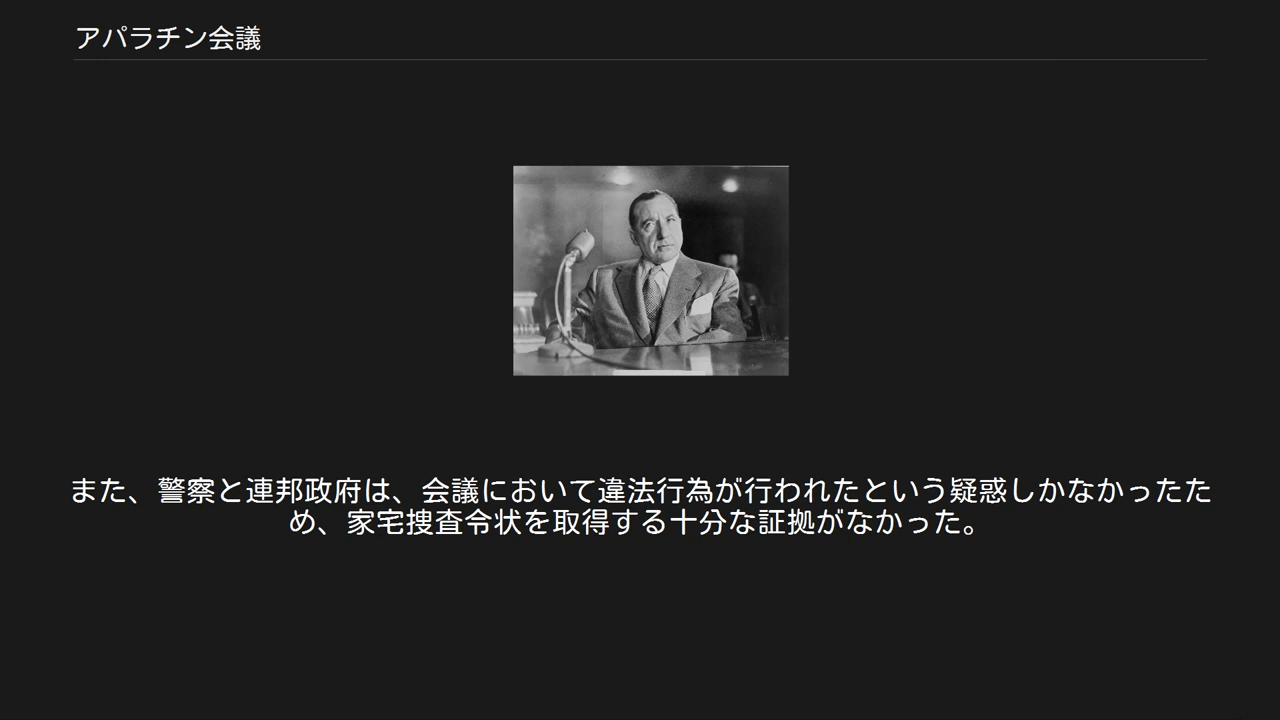 アパラチン会議
また、警察と連邦政府は、会議において違法行為が行われたという疑惑しかなかったた
め、家宅捜査令状を取得する十分な証拠がなかった。